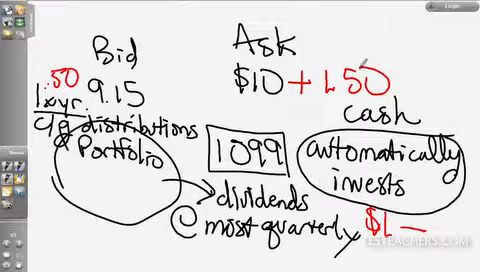 Login
Bid
Ask
.50
9.15
$10 + 1.50
1x yr.
cash
c/g distributions
Portfolio
1099
automatically
invests
dividends
@ most quarterly
$1 —
TESTEACHERS.COM